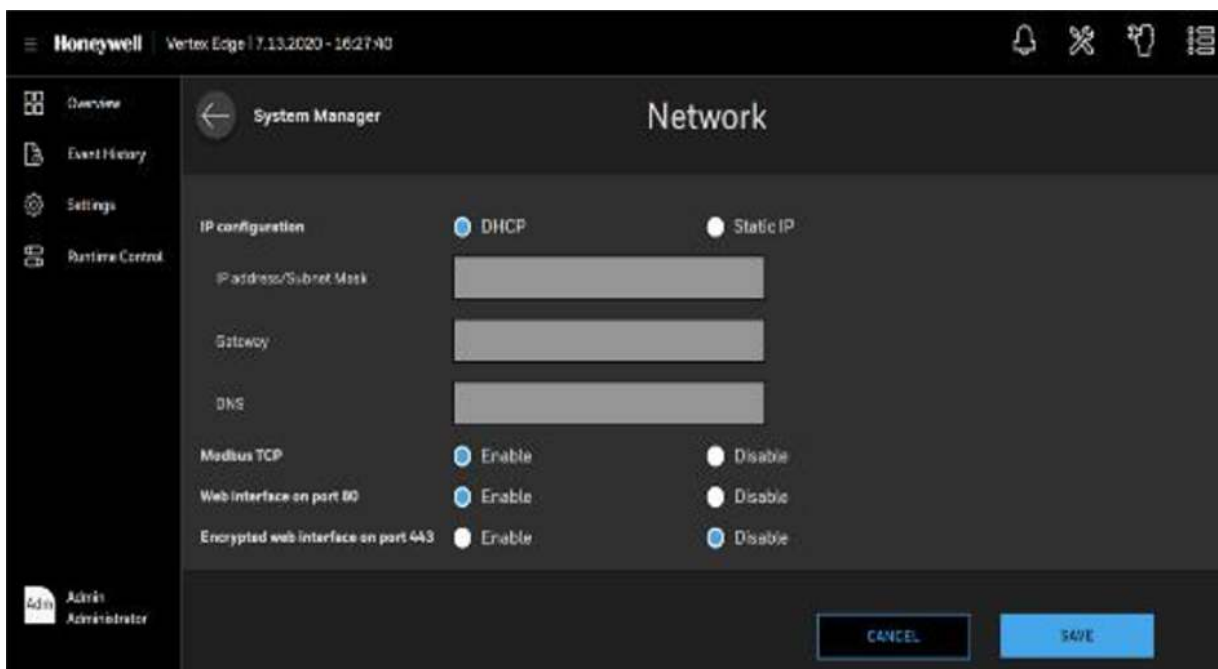 Honeywell Vertex Edge | 7.13.2020 - 16:27:40
Overview
Event History
Settings
Runtime Control
System Manager
Network
IP configuration DHCP Static IP
IP address/Subnet Mask
Gateway
DNS
Modbus TCP Enable Disable
Web interface on port 80 Enable Disable
Encrypted web interface on port 443 Enable Disable
Adm Admin
Administrator
CANCEL SAVE